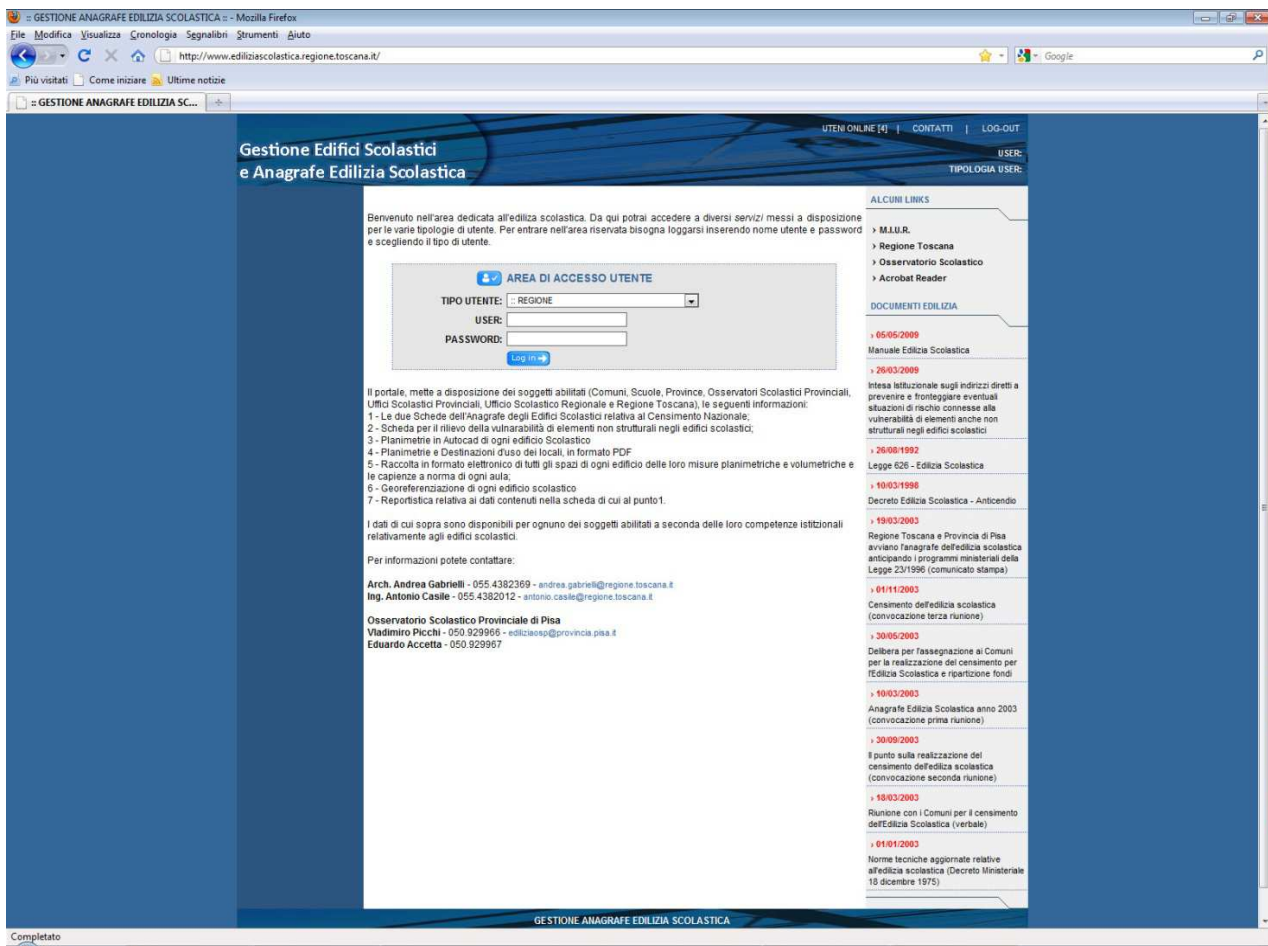 :: GESTIONE ANAGRAFE EDILIZIA SCOLASTICA :: - Mozilla Firefox
File Modifica Visualizza Cronologia Segnalibri Strumenti Aiuto
http://www.ediliziascolastica.regione.toscana.it/
Google
Più visitati Come iniziare Ultime notizie
:: GESTIONE ANAGRAFE EDILIZIA SC...
UTENI ONLINE [4] | CONTATTI | LOG-OUT
Gestione Edifici Scolastici
e Anagrafe Edilizia Scolastica
USER:
TIPOLOGIA USER:
Benvenuto nell'area dedicata all'ediliza scolastica. Da qui potrai accedere a diversi servizi messi a disposizione
per le varie tipologie di utente. Per entrare nell'area riservata bisogna loggarsi inserendo nome utente e password
e scegliendo il tipo di utente.
AREA DI ACCESSO UTENTE
TIPO UTENTE: :: REGIONE
USER:
PASSWORD:
Log in
Il portale, mette a disposizione dei soggetti abilitati (Comuni, Scuole, Province, Osservatori Scolastici Provinciali,
Uffici Scolastici Provinciali, Ufficio Scolastico Regionale e Regione Toscana), le seguenti informazioni:
1 - Le due Schede dell'Anagrafe degli Edifici Scolastici relativa al Censimento Nazionale;
2 - Scheda per il rilievo della vulnarabilità di elementi non strutturali negli edifici scolastici;
3 - Planimetrie in Autocad di ogni edificio Scolastico
4 - Planimetrie e Destinazioni d'uso dei locali, in formato PDF
5 - Raccolta in formato elettronico di tutti gli spazi di ogni edificio delle loro misure planimetriche e volumetriche e
le capienze a norma di ogni aula;
6 - Georeferenziazione di ogni edificio scolastico
7 - Reportistica relativa ai dati contenuti nella scheda di cui al punto1.
I dati di cui sopra sono disponibili per ognuno dei soggetti abilitati a seconda delle loro competenze istitzionali
relativamente agli edifici scolastici.
Per informazioni potete contattare:
Arch. Andrea Gabrielli - 055.4382369 - andrea.gabrielli@regione.toscana.it
Ing. Antonio Casile - 055.4382012 - antonio.casile@regione.toscana.it
Osservatorio Scolastico Provinciale di Pisa
Vladimiro Picchi - 050.929966 - ediliziaosp@provincia.pisa.it
Eduardo Accetta - 050.929967
ALCUNI LINKS
› M.I.U.R.
› Regione Toscana
› Osservatorio Scolastico
› Acrobat Reader
DOCUMENTI EDILIZIA
› 05/05/2009
Manuale Edilizia Scolastica
› 26/03/2009
Intesa Istituzionale sugli indirizzi diretti a
prevenire e fronteggiare eventuali
situazioni di rischio connesse alla
vulnerabilità di elementi anche non
strutturali negli edifici scolastici
› 26/08/1992
Legge 626 - Edilizia Scolastica
› 10/03/1998
Decreto Edilizia Scolastica - Anticendio
› 19/03/2003
Regione Toscana e Provincia di Pisa
avviano l'anagrafe dell'edilizia scolastica
anticipando i programmi ministeriali della
Legge 23/1996 (comunicato stampa)
› 01/11/2003
Censimento dell'edilizia scolastica
(convocazione terza riunione)
› 30/05/2003
Delibera per l'assegnazione ai Comuni
per la realizzazione del censimento per
l'Edilizia Scolastica e ripartizione fondi
› 10/03/2003
Anagrafe Edilizia Scolastica anno 2003
(convocazione prima riunione)
› 30/09/2003
Il punto sulla realizzazione del
censimento dell'ediliza scolastica
(convocazione seconda riunione)
› 18/03/2003
Riunione con i Comuni per il censimento
dell'Edilizia Scolastica (verbale)
› 01/01/2003
Norme tecniche aggiornate relative
all'edilizia scolastica (Decreto Ministeriale
18 dicembre 1975)
GESTIONE ANAGRAFE EDILIZIA SCOLASTICA
Completato